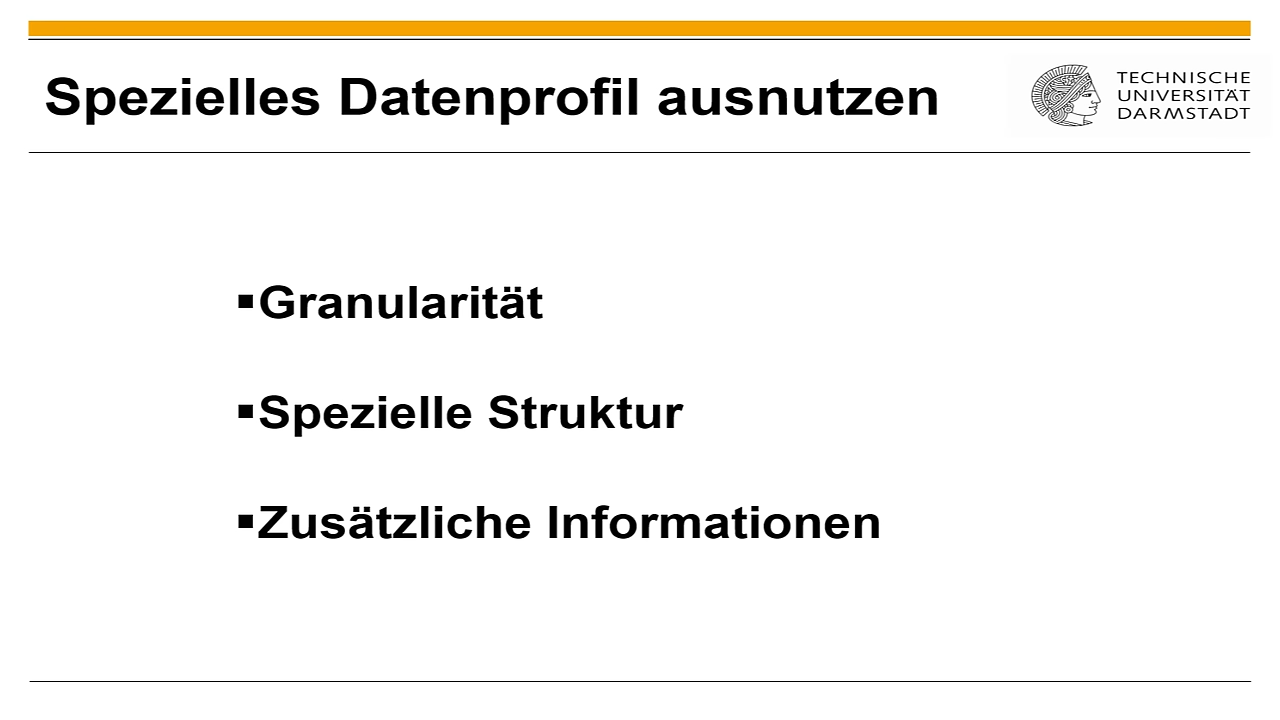 Spezielles Datenprofil ausnutzen
TECHNISCHE
UNIVERSITÄT
DARMSTADT
▪Granularität
▪Spezielle Struktur
▪Zusätzliche Informationen